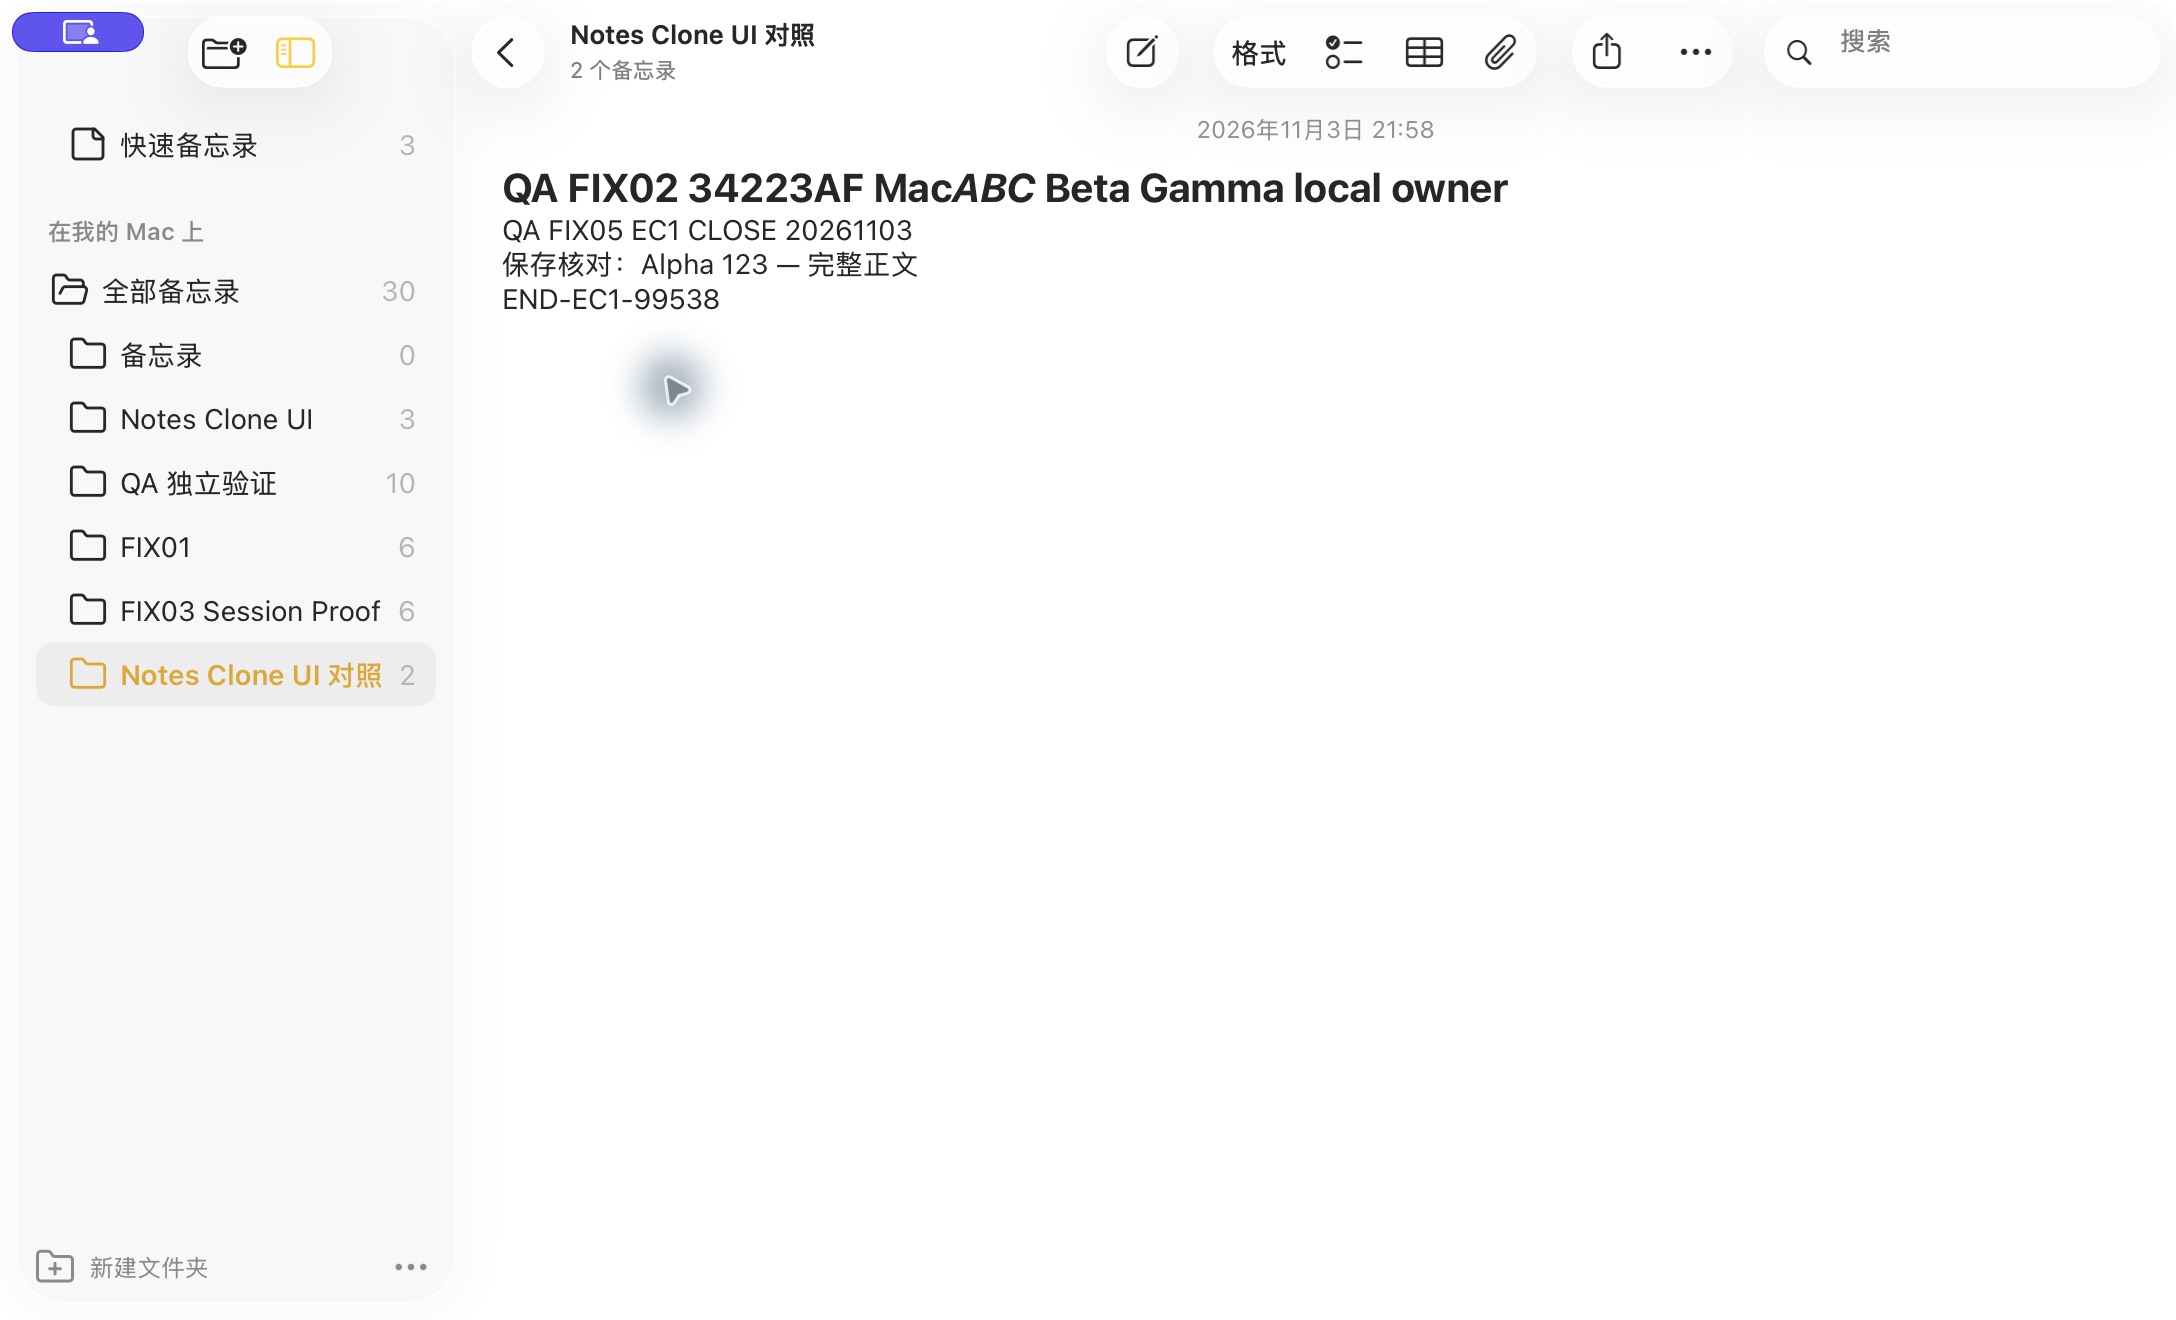 快速备忘录 3
在我的 Mac 上
全部备忘录 30
备忘录 0
Notes Clone UI 3
QA 独立验证 10
FIX01 6
FIX03 Session Proof 6
Notes Clone UI 对照 2
新建文件夹
Notes Clone UI 对照
2 个备忘录
格式
搜索
2026年11月3日 21:58
QA FIX02 34223AF MacABC Beta Gamma local owner
QA FIX05 EC1 CLOSE 20261103
保存核对：Alpha 123 — 完整正文
END-EC1-99538